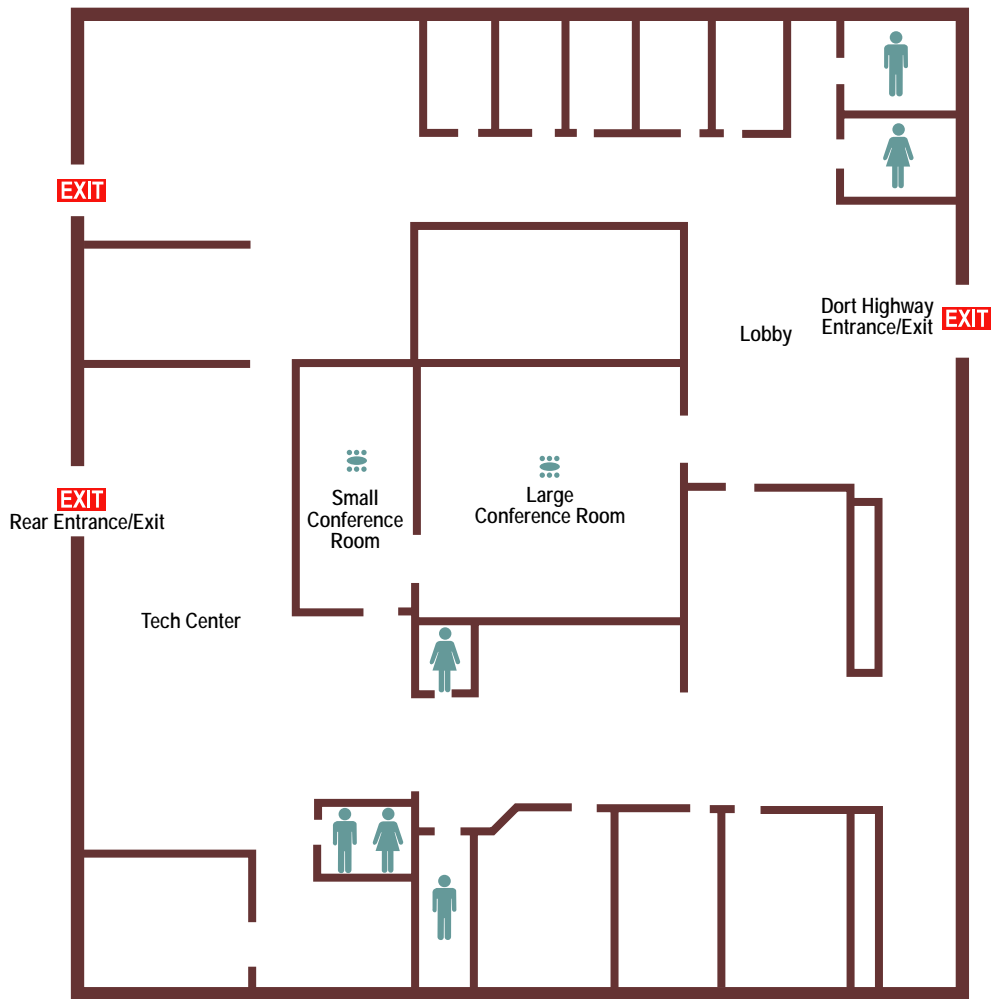 EXIT
Dort Highway
Entrance/Exit
EXIT
Lobby
EXIT
Rear Entrance/Exit
Small
Conference
Room
Large
Conference Room
Tech Center